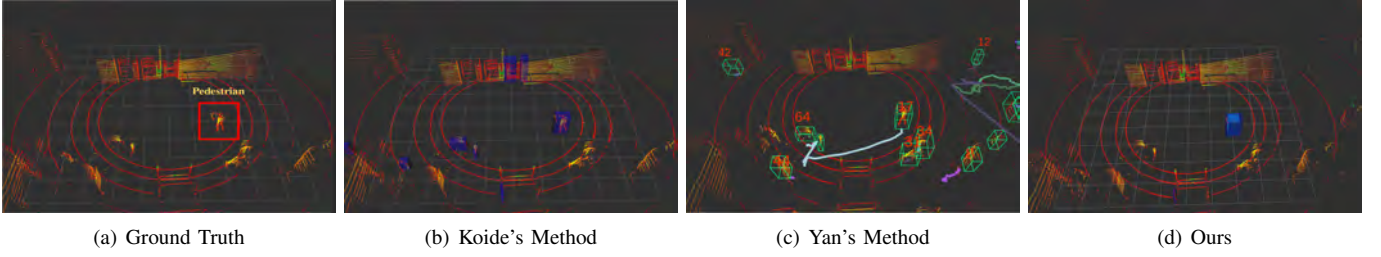 Pedestrian
42
12
64
(a) Ground Truth
(b) Koide's Method
(c) Yan's Method
(d) Ours